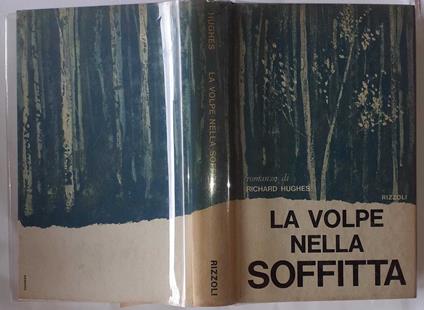 HUGHES LA VOLPE NELLA SOFFITTA RIZZOLI
romanzo di
RICHARD HUGHES
RIZZOLI
LA VOLPE
NELLA
SOFFITTA